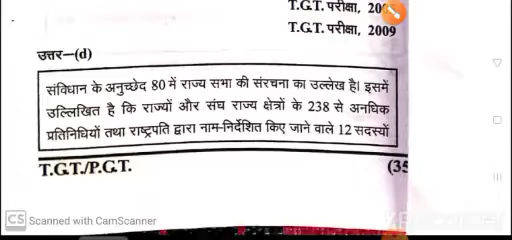 T.G.T. परीक्षा,
T.G.T. परीक्षा, 2009
उत्तर—(d)
संविधान के अनुच्छेद 80 में राज्य सभा की संरचना का उल्लेख है। इसमें
उल्लिखित है कि राज्यों और संघ राज्य क्षेत्रों के 238 से अनधिक
प्रतिनिधियों तथा राष्ट्रपति द्वारा नाम-निर्देशित किए जाने वाले 12 सदस्यों
T.G.T./P.G.T.
(35
CS Scanned with CamScanner